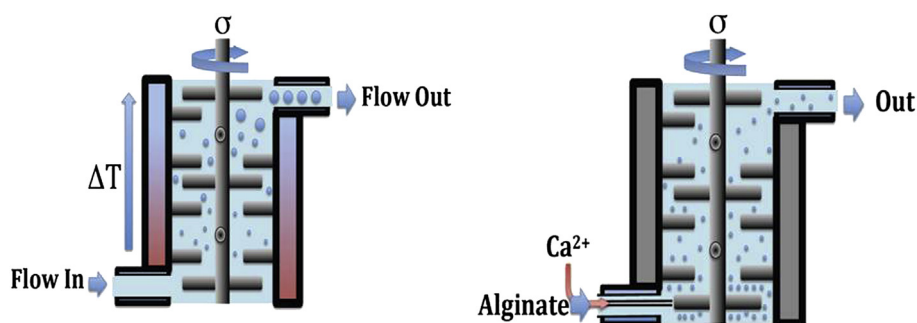 σ
Flow Out
ΔT
Flow In
σ
Out
Ca²⁺
Alginate